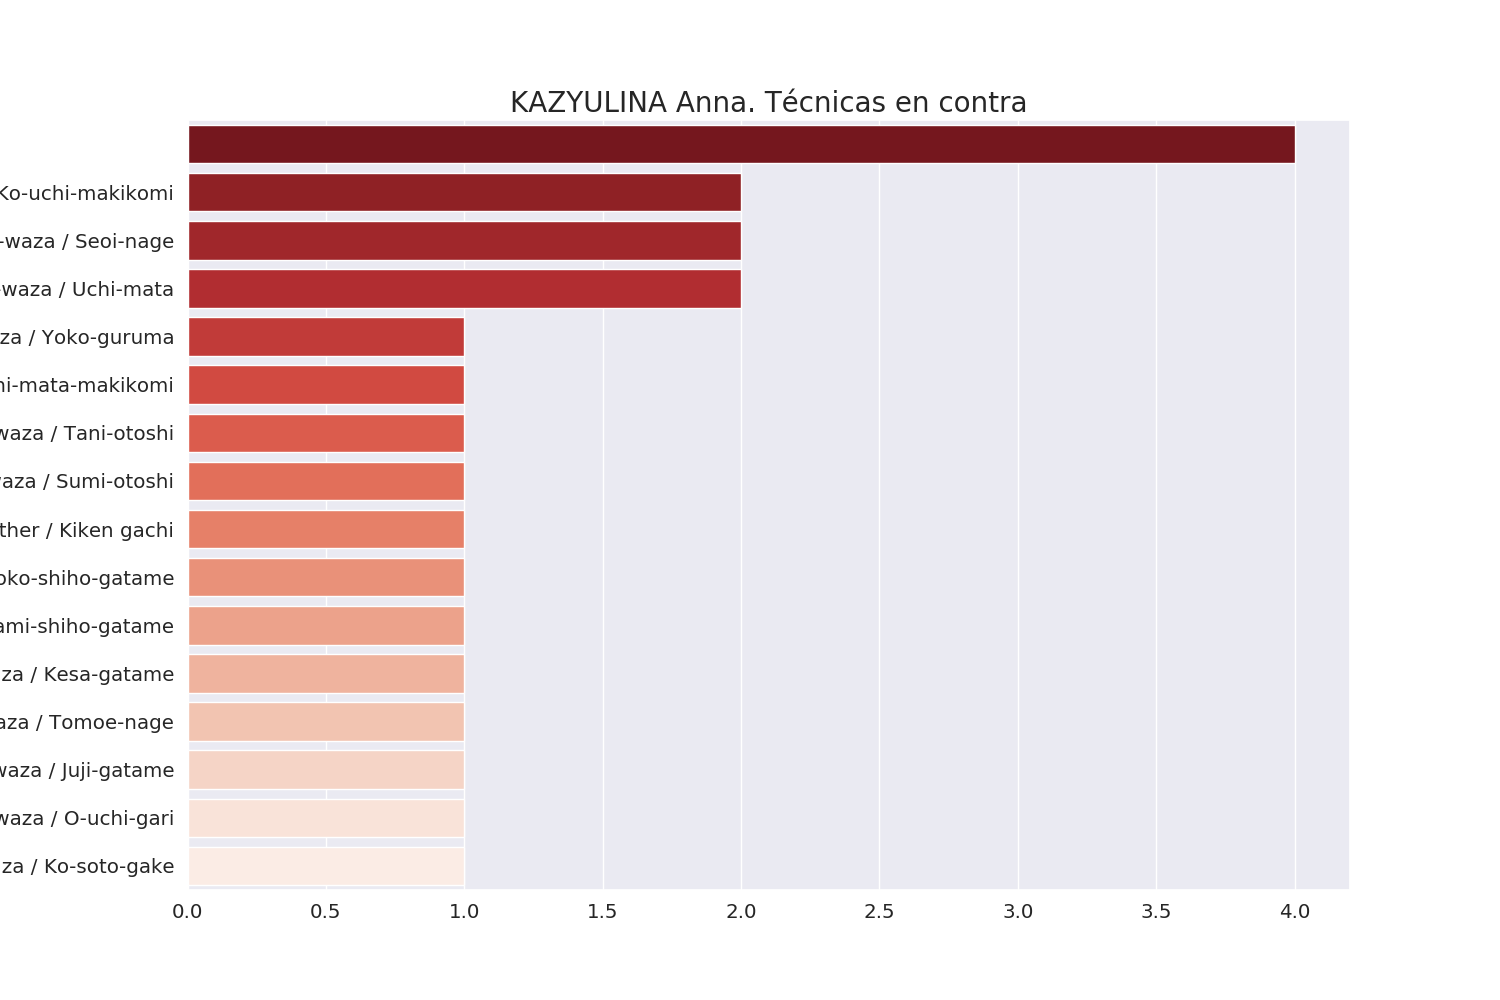 KAZYULINA Anna. Técnicas en contra
Ko-uchi-makikomi
-waza / Seoi-nage
waza / Uchi-mata
za / Yoko-guruma
hi-mata-makikomi
waza / Tani-otoshi
aza / Sumi-otoshi
ther / Kiken gachi
oko-shiho-gatame
ami-shiho-gatame
za / Kesa-gatame
aza / Tomoe-nage
waza / Juji-gatame
waza / O-uchi-gari
za / Ko-soto-gake
0.0 0.5 1.0 1.5 2.0 2.5 3.0 3.5 4.0